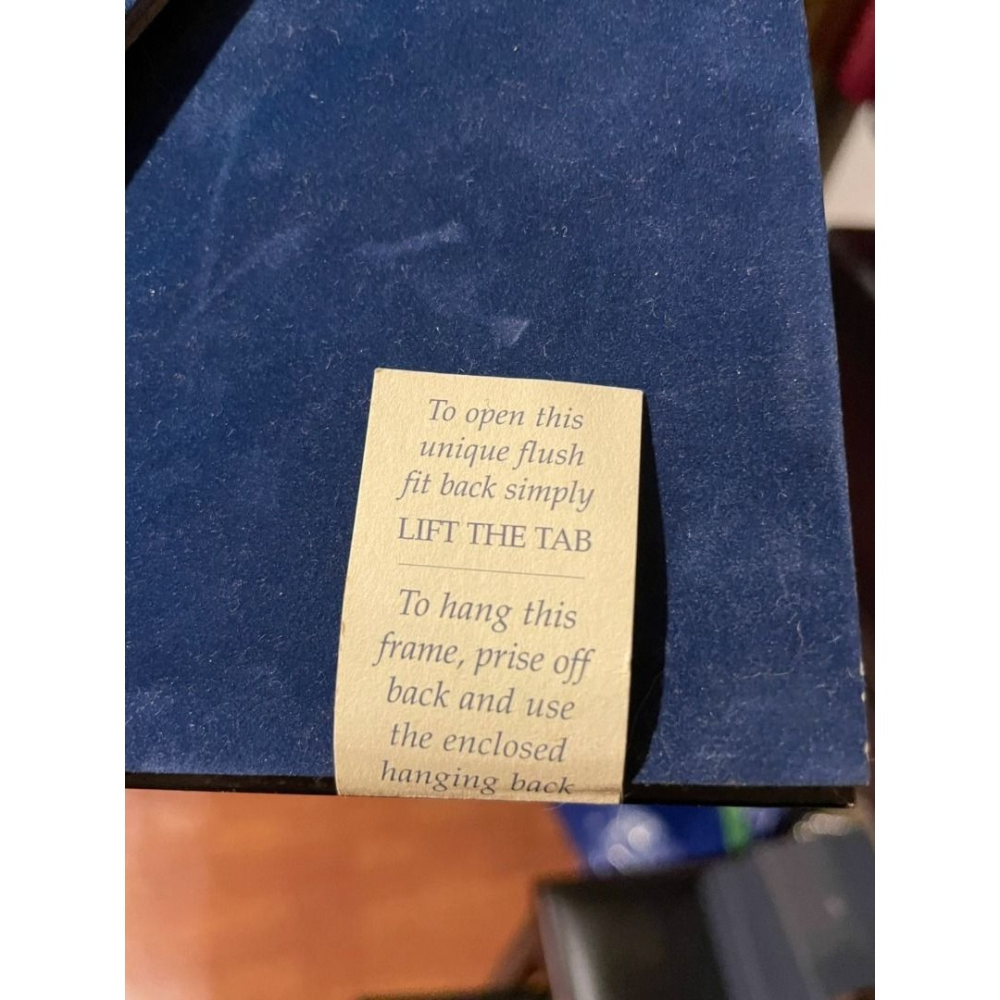 To open this
unique flush
fit back simply
LIFT THE TAB
To hang this
frame, prise off
back and use
the enclosed
hanging back